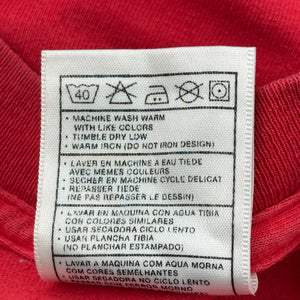 40
• MACHINE WASH WARM
WITH LIKE COLORS
• TUMBLE DRY LOW
• WARM IRON (DO NOT IRON DESIGN)
• LAVER EN MACHINE A EAU TIEDE
AVEC MEMES COULEURS
• SECHER EN MACHINE CYCLE DELICAT
• REPASSER TIEDE
(NE PAS REPASSER LE DESSIN)
• LAVAR EN MAQUINA CON AGUA TIBIA
CON COLORES SIMILARES
• USAR SECADORA CICLO LENTO
• USAR PLANCHA TIBIA
(NO PLANCHAR ESTAMPADO)
• LAVAR A MAQUINA COM AGUA MORNA
COM CORES SEMELHANTES